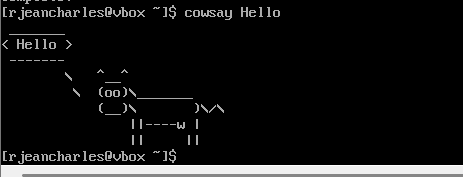 [rjeancharles@vbox ~]$ cowsay Hello
 _______
< Hello >
 -------
        \   ^__^
         \  (oo)\_______
            (__)\       )\/\
                ||----w |
                ||     ||
[rjeancharles@vbox ~]$